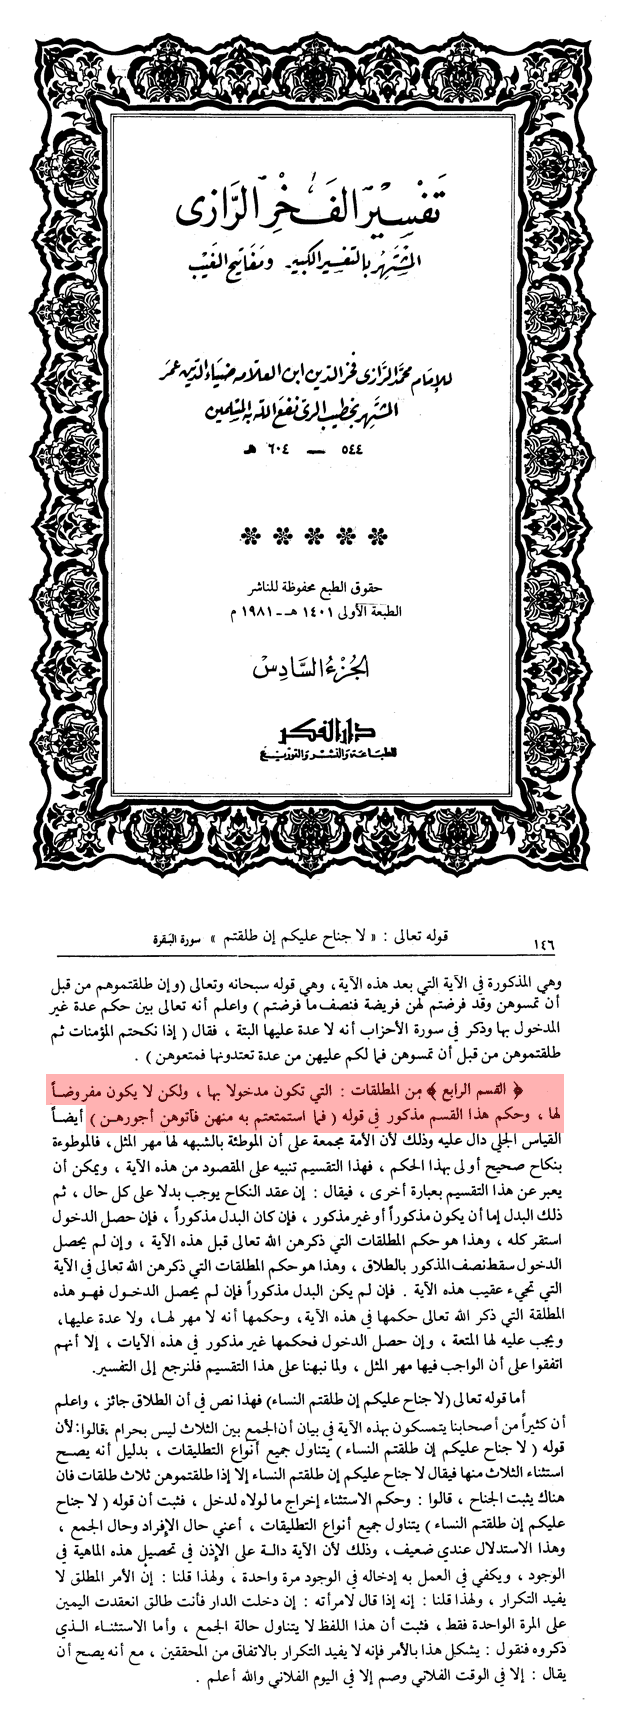 تَفسِير الفَخْر الرَّازى
المشتهر بالتفسير الكبير ومفاتيح الغيب
للإمام محمد الرازى فخر الدين ابن العلامه ضياء الدين عمر
المشتهر بخطيب الرى نفع الله به المسلمين
٥٤٤ — ٦٠٤ هـ
حقوق الطبع محفوظة للناشر
الطبعة الأولى ١٤٠١ هـ - ١٩٨١ م
الجُزءُ السَّادِسْ
دار الفكر
للطباعة والنشر والتوزيع
قوله تعالى : « لا جناح عليكم إن طلقتم » سورة البقرة ١٤٦
وهي المذكورة في الآية التي بعد هذه الآية، وهي قوله سبحانه وتعالى (وإن طلقتموهم من قبل
أن تمسوهن وقد فرضتم لهن فريضة فنصف ما فرضتم ) واعلم أنه تعالى بين حكم عدة غير
المدخول بها وذكر في سورة الأحزاب أنه لا عدة عليها البتة ، فقال ( إذا نكحتم المؤمنات ثم
طلقتموهن من قبل أن تمسوهن فما لكم عليهن من عدة تعتدونها فمتعوهن ) .
﴿ القسم الرابع ﴾ من المطلقات : التي تكون مدخولا بها ، ولكن لا يكون مفروضاً
لها ، وحكم هذا القسم مذكور في قوله ( فما استمتعتم به منهن فآتوهن أجورهن ) أيضاً
القياس الجلي دال عليه وذلك لأن الأمة مجمعة على أن الموطئة بالشبهه لها مهر المثل، فالموطوءة
بنكاح صحيح أولى بهذا الحكم ، فهذا التقسيم تنبيه على المقصود من هذه الآية ، ويمكن أن
يعبر عن هذا التقسيم بعبارة أخرى ، فيقال : إن عقد النكاح يوجب بدلا على كل حال ، ثم
ذلك البدل إما أن يكون مذكوراً أو غير مذكور ، فإن كان البدل مذكوراً ، فإن حصل الدخول
استقر كله ، وهذا هو حكم المطلقات التي ذكرهن الله تعالى قبل هذه الآية ، وإن لم يحصل
الدخول سقط نصف المذكور بالطلاق ، وهذا هو حكم المطلقات التي ذكرهن الله تعالى في الآية
التي تجيء عقيب هذه الآية . فإن لم يكن البدل مذكوراً فإن لم يحصل الدخول فهو هذه
المطلقة التي ذكر الله تعالى حكمها في هذه الآية، وحكمها أنه لا مهر لها، ولا عدة عليها،
ويجب عليه لها المتعة ، وإن حصل الدخول فحكمها غير مذكور في هذه الآيات ، إلا أنهم
اتفقوا على أن الواجب فيها مهر المثل ، ولما نبهنا على هذا التقسيم فلنرجع إلى التفسير.
أما قوله تعالى (لا جناح عليكم إن طلقتم النساء) فهذا نص في أن الطلاق جائز ، واعلم
أن كثيراً من أصحابنا يتمسكون بهذه الآية في بيان أن الجمع بين الثلاث ليس بحرام ،قالوا: لأن
قوله ( لا جناح عليكم إن طلقتم النساء ) يتناول جميع أنواع التطليقات ، بدليل أنه يصح
استثناء الثلاث منها فيقال لا جناح عليكم إن طلقتم النساء إلا إذا طلقتموهن ثلاث طلقات فان
هناك يثبت الجناح ، قالوا : وحكم الاستثناء إخراج ما لولاه لدخل ، فثبت أن قوله ( لا جناح
عليكم إن طلقتم النساء ) يتناول جميع أنواع التطليقات ، أعني حال الإفراد وحال الجمع ،
وهذا الاستدلال عندي ضعيف، وذلك لأن الآية دالة على الإذن في تحصيل هذه الماهية في
الوجود ، ويكفي في العمل به إدخاله في الوجود مرة واحدة ، ولهذا قلنا : إن الأمر المطلق لا
يفيد التكرار ، ولهذا قلنا : إنه إذا قال لامرأته : إن دخلت الدار فأنت طالق انعقدت اليمين
على المرة الواحدة فقط ، فثبت أن هذا اللفظ لا يتناول حالة الجمع ، وأما الاستثناء الذي
ذكروه فنقول : يشكل هذا بالأمر فإنه لا يفيد التكرار بالاتفاق من المحققين ، مع أنه يصح أن
يقال : إلا في الوقت الفلاني وصم إلا في اليوم الفلاني والله أعلم .